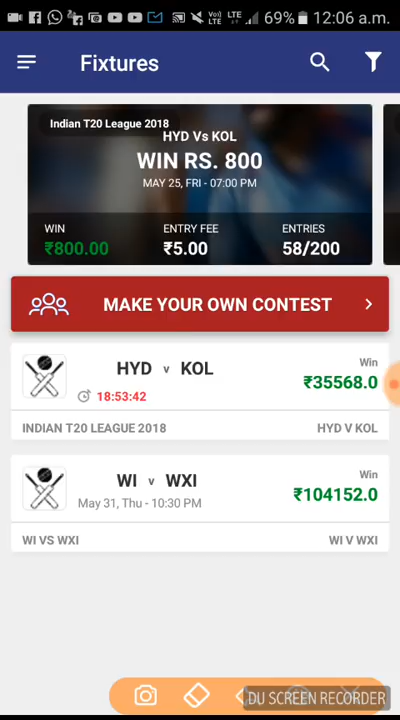 Vo)) LTE LTE 69% 12:06 a.m.
Fixtures
Indian T20 League 2018
HYD Vs KOL
WIN RS. 800
MAY 25, FRI - 07:00 PM
WIN ENTRY FEE ENTRIES
₹800.00 ₹5.00 58/200
MAKE YOUR OWN CONTEST
HYD v KOL
Win
₹35568.0
18:53:42
INDIAN T20 LEAGUE 2018 HYD V KOL
WI v WXI
Win
₹104152.0
May 31, Thu - 10:30 PM
WI VS WXI WI V WXI
DU SCREEN RECORDER